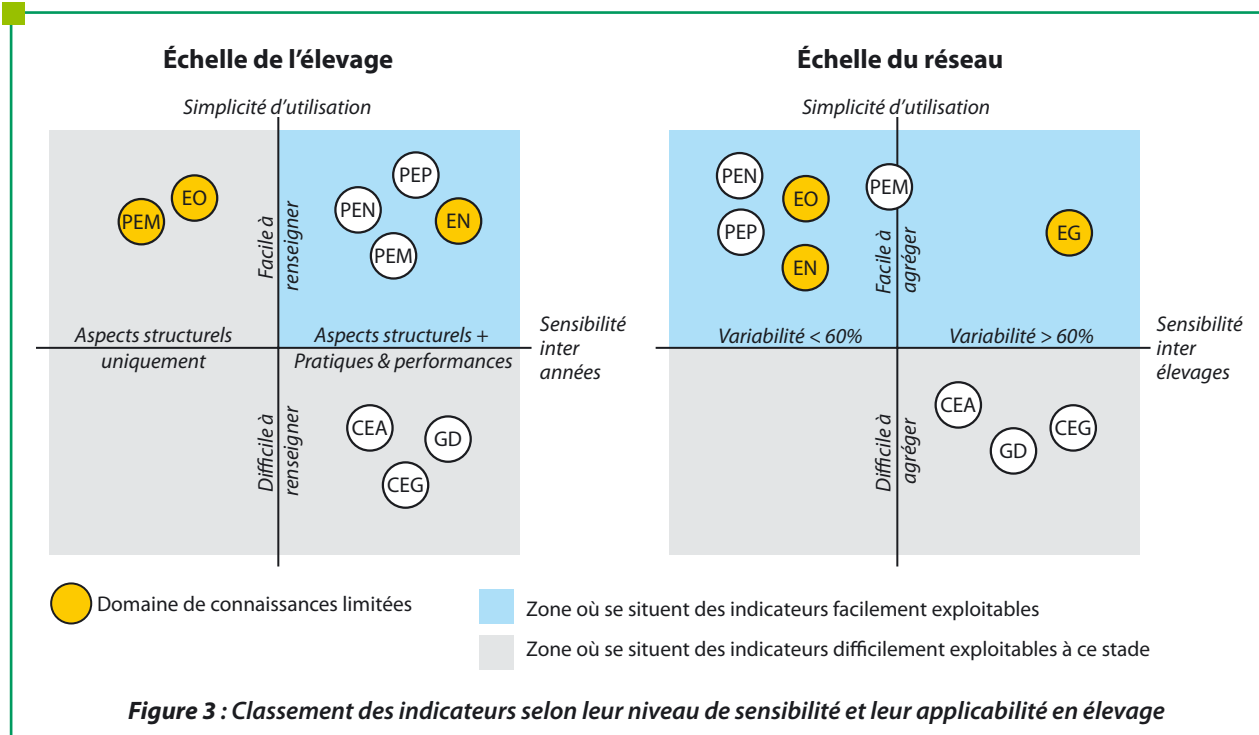 Échelle de l'élevage
Simplicité d'utilisation
PEM
EO
PEP
PEN
EN
PEM
Facile à
renseigner
Aspects structurels
uniquement
Aspects structurels +
Pratiques & performances
Sensibilité
inter
années
Difficile à
renseigner
CEA
GD
CEG
Échelle du réseau
Simplicité d'utilisation
PEN
EO
PEM
PEP
EN
EG
Facile à
agréger
Variabilité < 60%
Variabilité > 60%
Sensibilité
inter
élevages
Difficile à
agréger
CEA
GD
CEG
Domaine de connaissances limitées
Zone où se situent des indicateurs facilement exploitables
Zone où se situent des indicateurs difficilement exploitables à ce stade
Figure 3 : Classement des indicateurs selon leur niveau de sensibilité et leur applicabilité en élevage